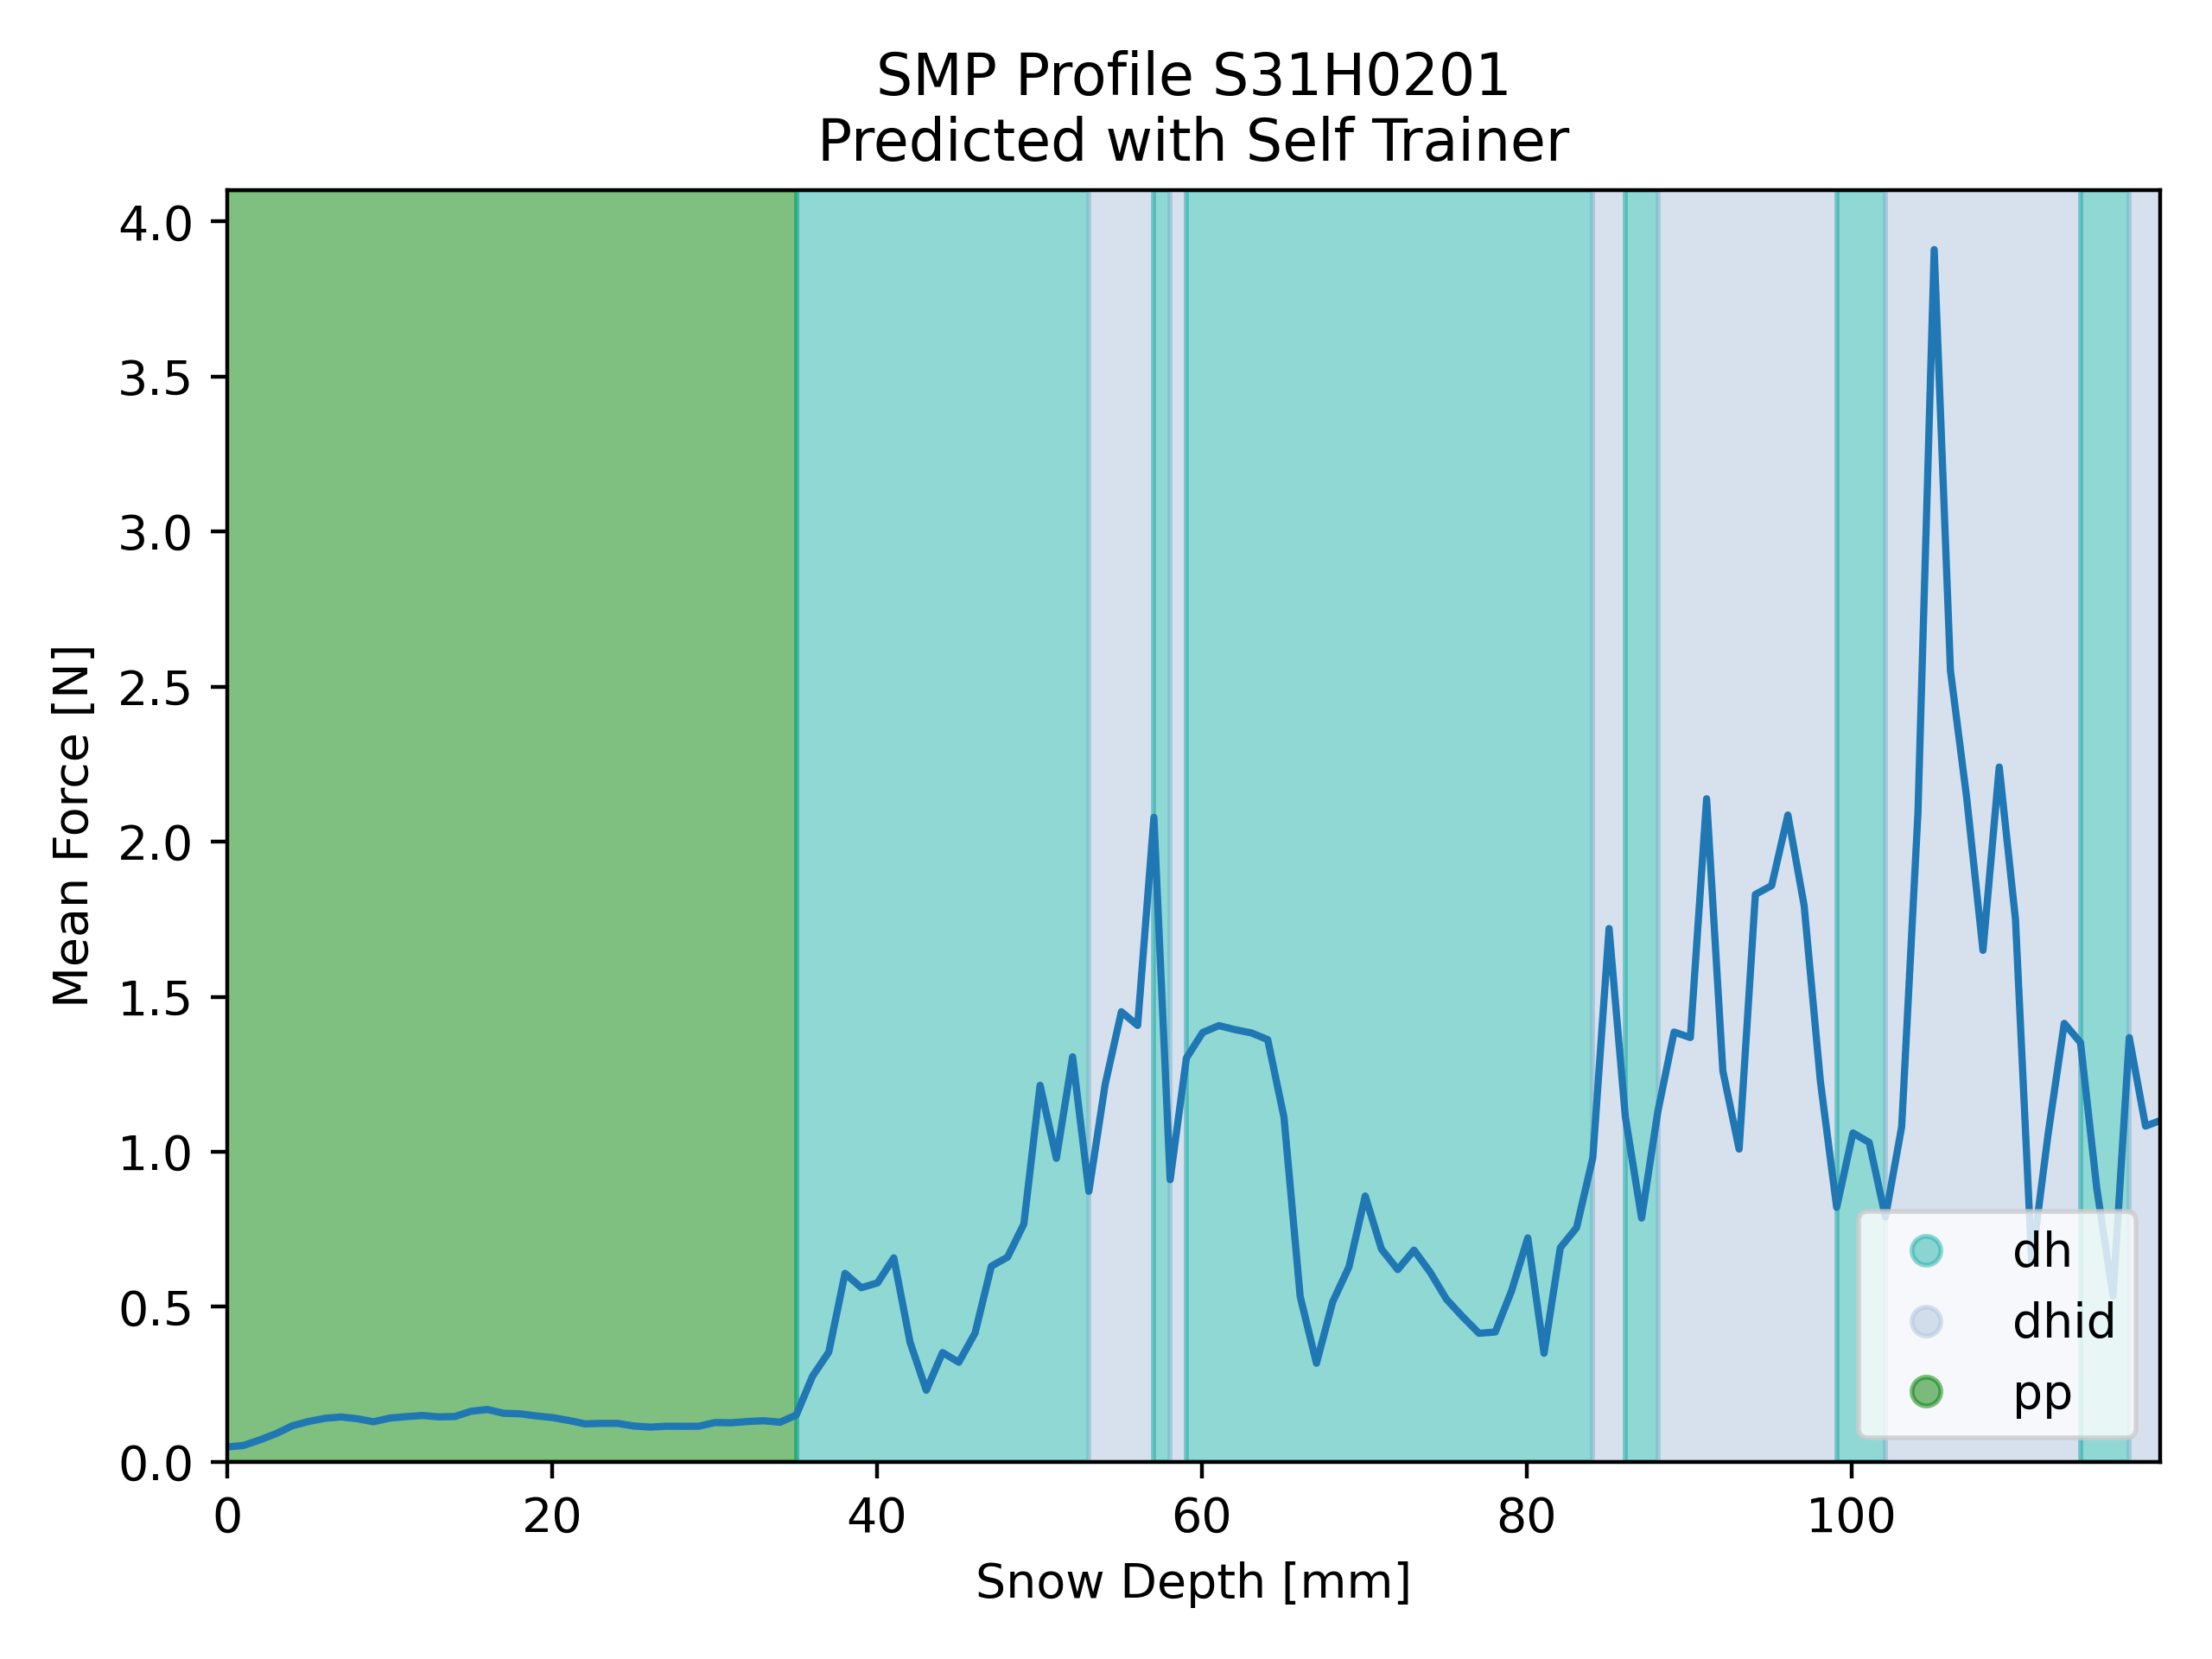 SMP Profile S31H0201
Predicted with Self Trainer
4.0
3.5
3.0
2.5
2.0
1.5
1.0
0.5
0.0
Mean Force [N]
dh
dhid
pp
0 20 40 60 80 100
Snow Depth [mm]